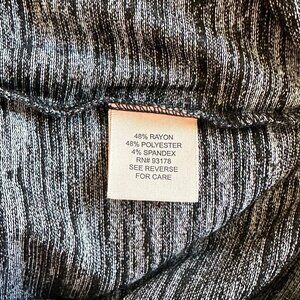 48% RAYON
48% POLYESTER
4% SPANDEX
RN# 93178
SEE REVERSE
FOR CARE